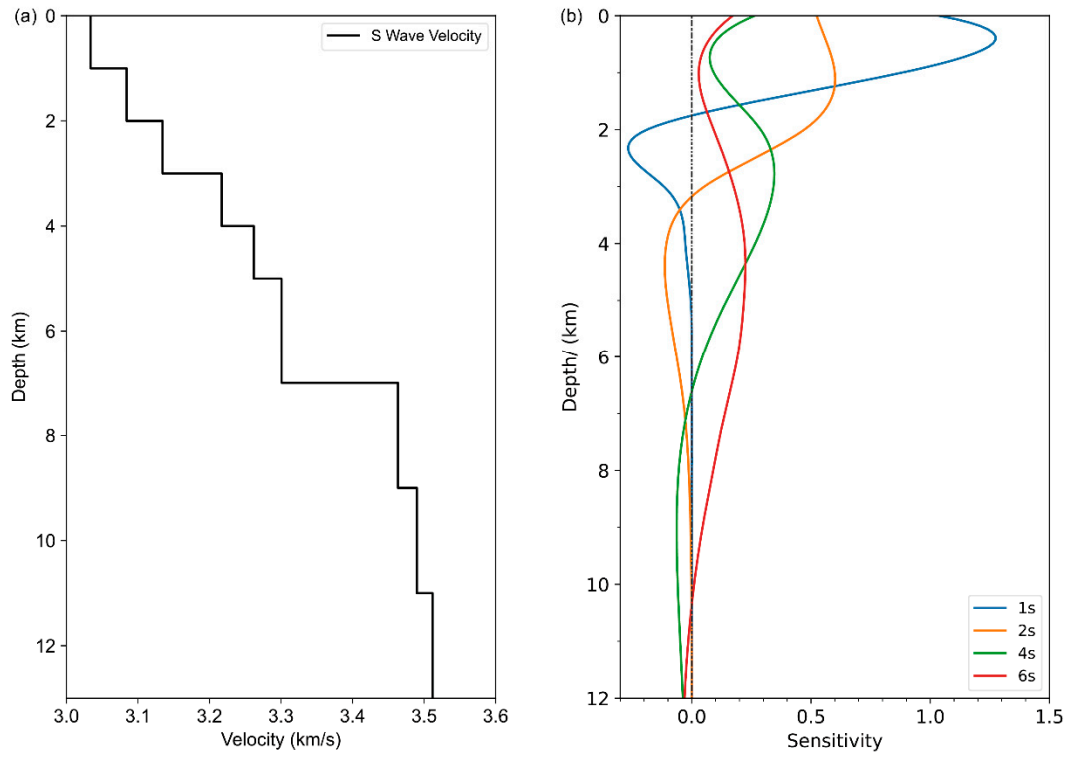 (a)
S Wave Velocity
0
2
4
6
8
10
12
Depth (km)
3.0 3.1 3.2 3.3 3.4 3.5 3.6
Velocity (km/s)
(b)
0
2
4
6
8
10
12
Depth/ (km)
1s
2s
4s
6s
0.0 0.5 1.0 1.5
Sensitivity